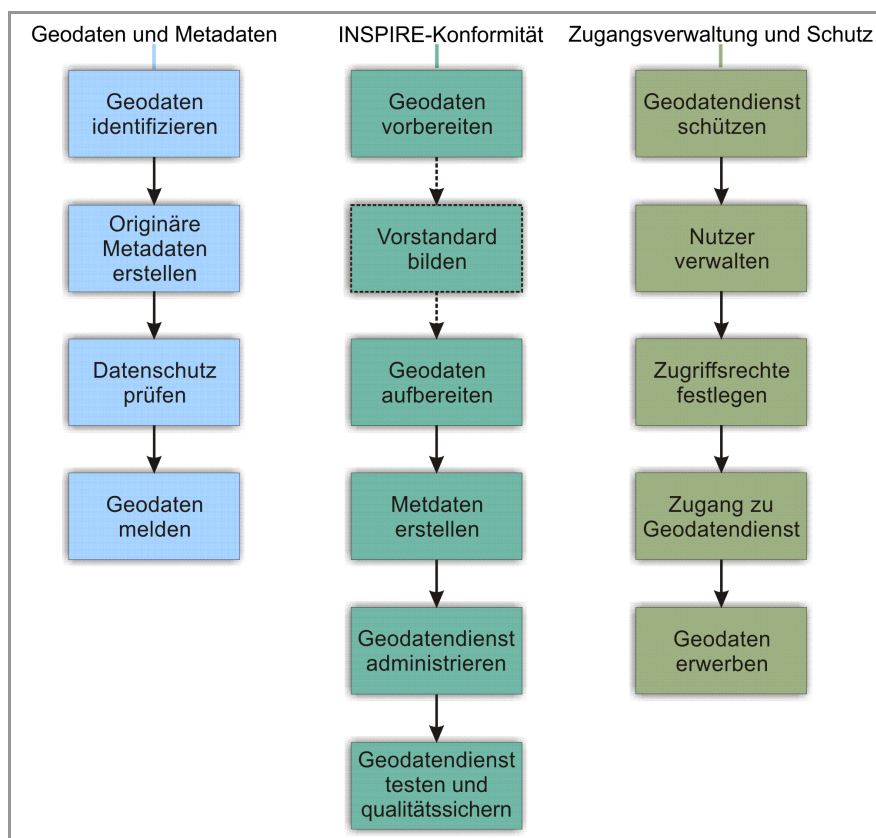 Geodaten und Metadaten
Geodaten
identifizieren
Originäre
Metadaten
erstellen
Datenschutz
prüfen
Geodaten
melden
INSPIRE-Konformität
Geodaten
vorbereiten
Vorstandard
bilden
Geodaten
aufbereiten
Metdaten
erstellen
Geodatendienst
administrieren
Geodatendienst
testen und
qualitätssichern
Zugangsverwaltung und Schutz
Geodatendienst
schützen
Nutzer
verwalten
Zugriffsrechte
festlegen
Zugang zu
Geodatendienst
Geodaten
erwerben